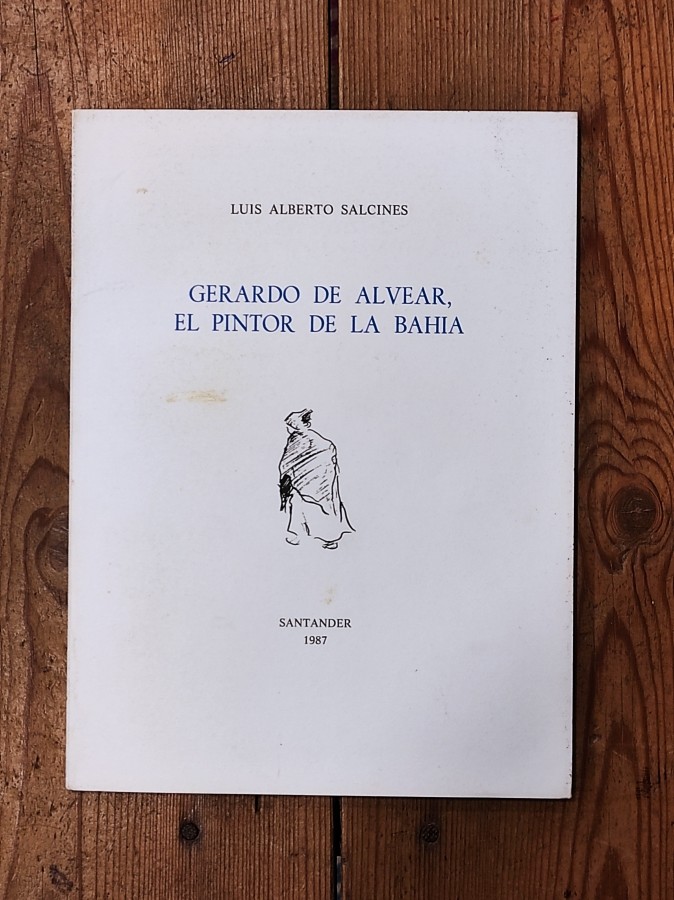 LUIS ALBERTO SALCINES
GERARDO DE ALVEAR,
EL PINTOR DE LA BAHIA
SANTANDER
1987